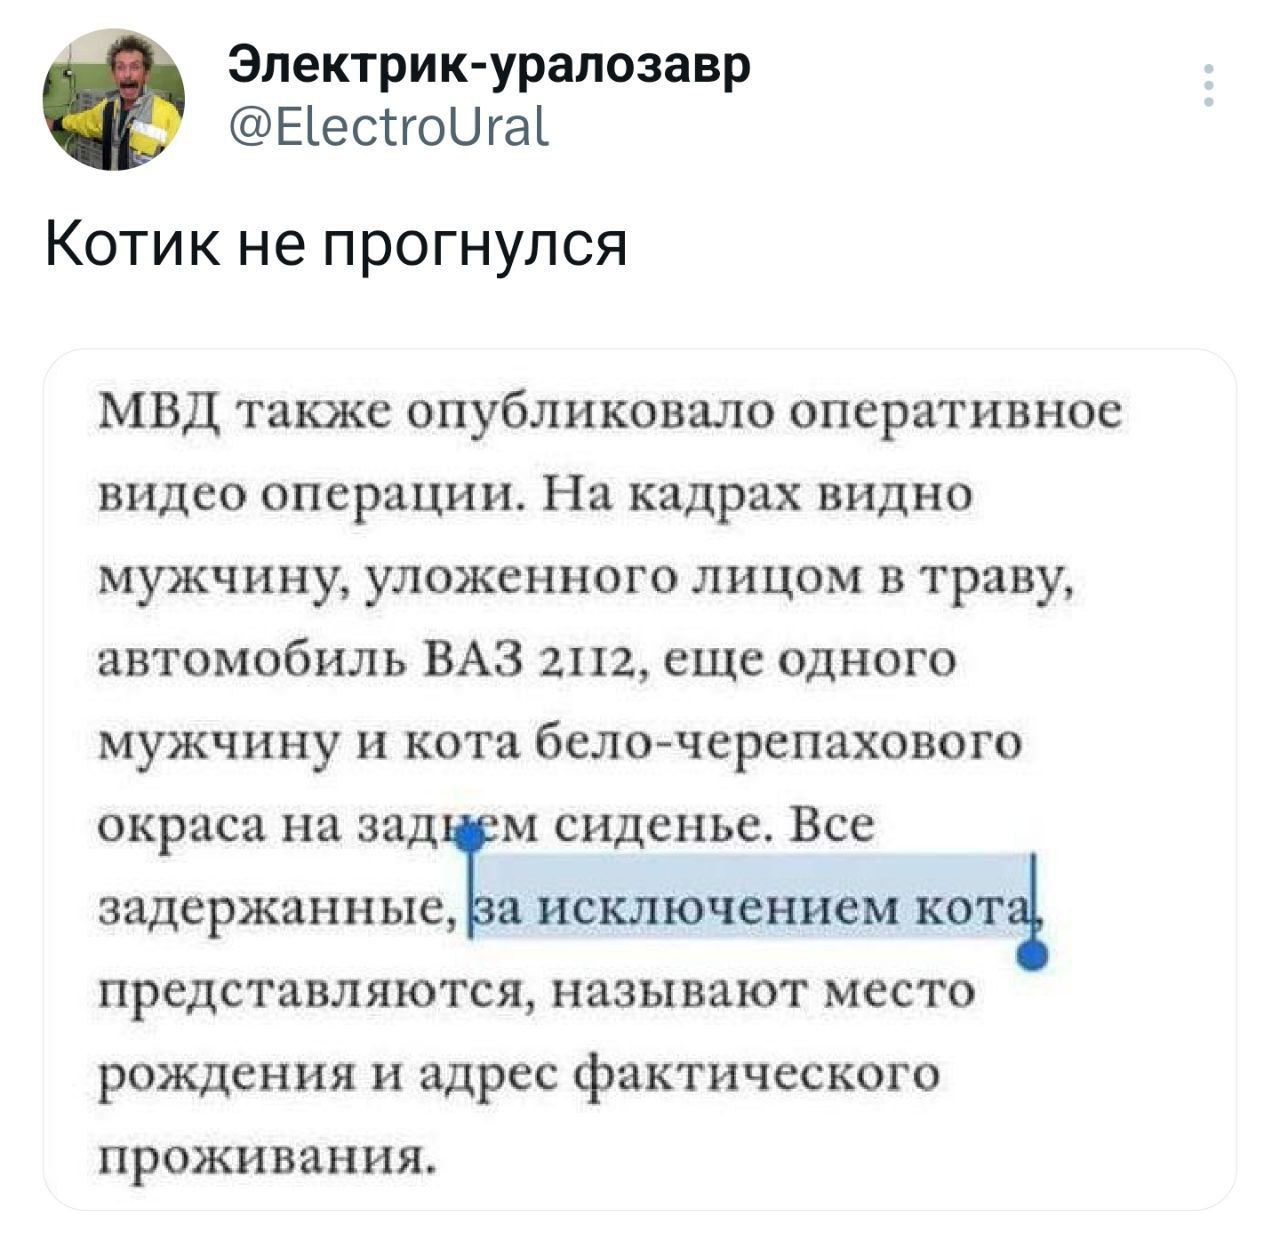 Электрик-уралозавр
@ElectroUral
Котик не прогнулся
МВД также опубликовало оперативное
видео операции. На кадрах видно
мужчину, уложенного лицом в траву,
автомобиль ВАЗ 2112, еще одного
мужчину и кота бело-черепахового
окраса на заднем сиденье. Все
задержанные, за исключением кота,
представляются, называют место
рождения и адрес фактического
проживания.